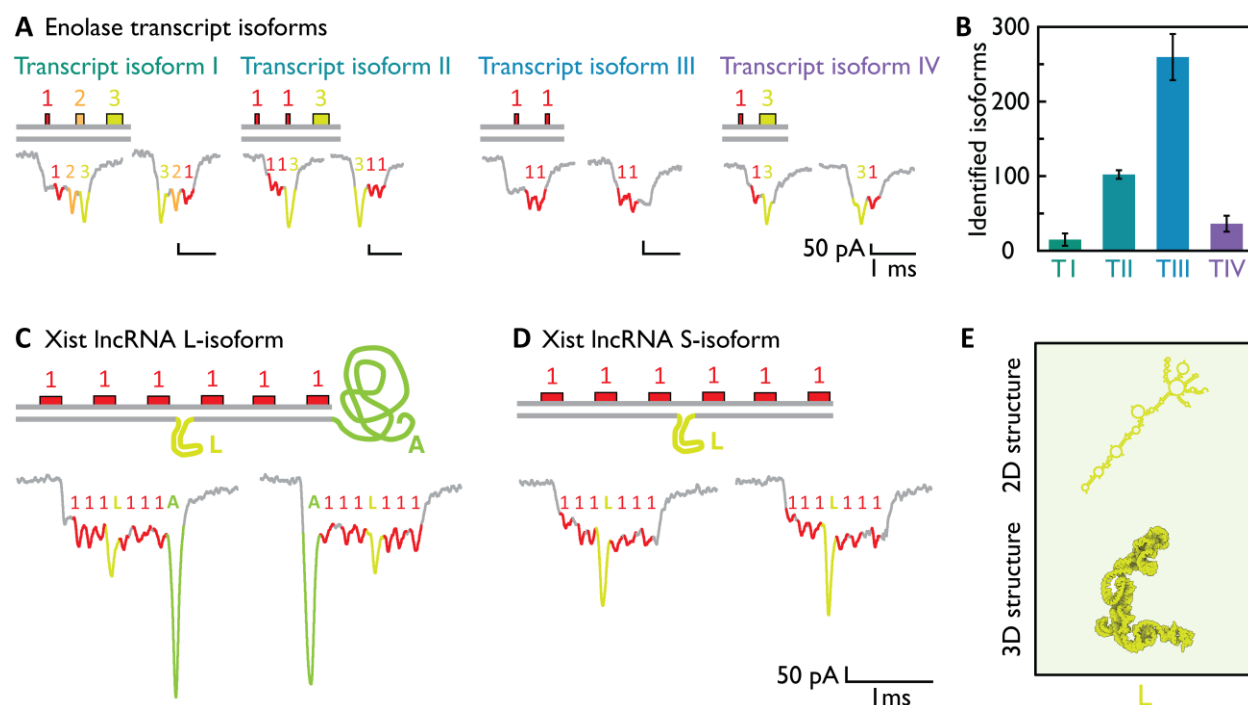 A Enolase transcript isoforms
Transcript isoform I
1 2 3
1 2 3
3 2 1
Transcript isoform II
1 1 3
1 1 3
3 1 1
Transcript isoform III
1 1
1 1
1 1
Transcript isoform IV
1 3
1 3
3 1
50 pA
1 ms
B
Identified isoforms
300
200
100
0
TI TII TIII TIV
C Xist lncRNA L-isoform
1 1 1 1 1 1
L
A
1 1 1 L 1 1 1 A
A 1 1 1 L 1 1 1
D Xist lncRNA S-isoform
1 1 1 1 1 1
L
1 1 1 L 1 1 1
1 1 1 L 1 1 1
50 pA
1ms
E
2D structure
3D structure
L